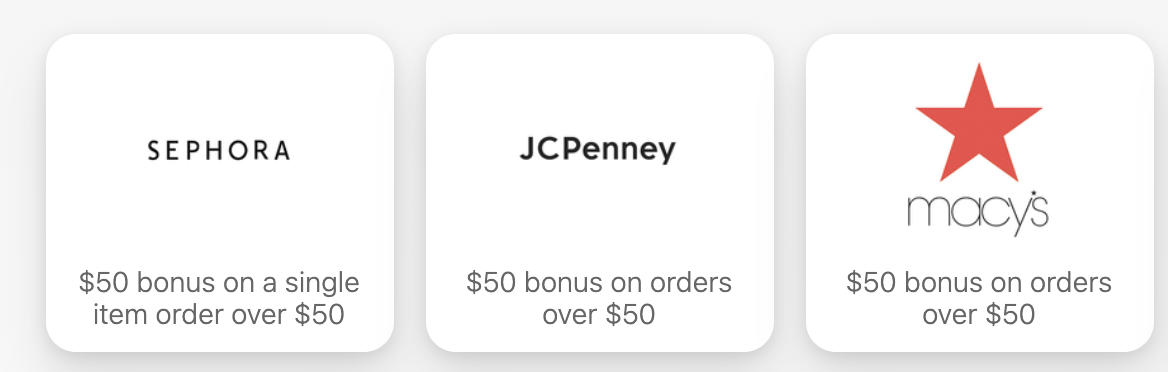 SEPHORA
$50 bonus on a single
item order over $50
JCPenney
$50 bonus on orders
over $50
macy's
$50 bonus on orders
over $50